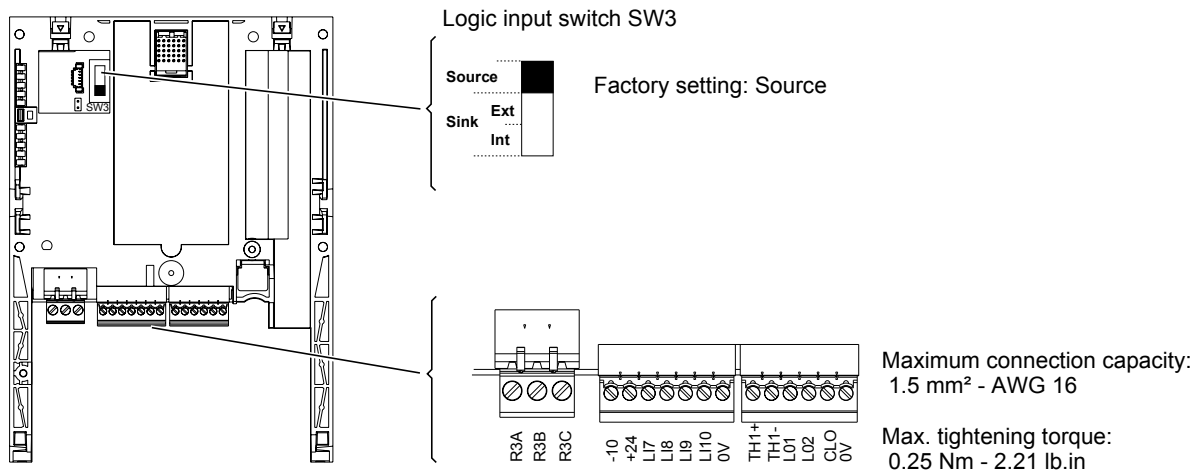 Logic input switch SW3
Source
Factory setting: Source
Ext
Sink
Int
SW3
R3A
R3B
R3C
-10
+24
LI7
LI8
LI9
LI10
0V
TH1+
TH1-
L01
L02
CLO
0V
Maximum connection capacity:
1.5 mm² - AWG 16
Max. tightening torque:
0.25 Nm - 2.21 lb.in